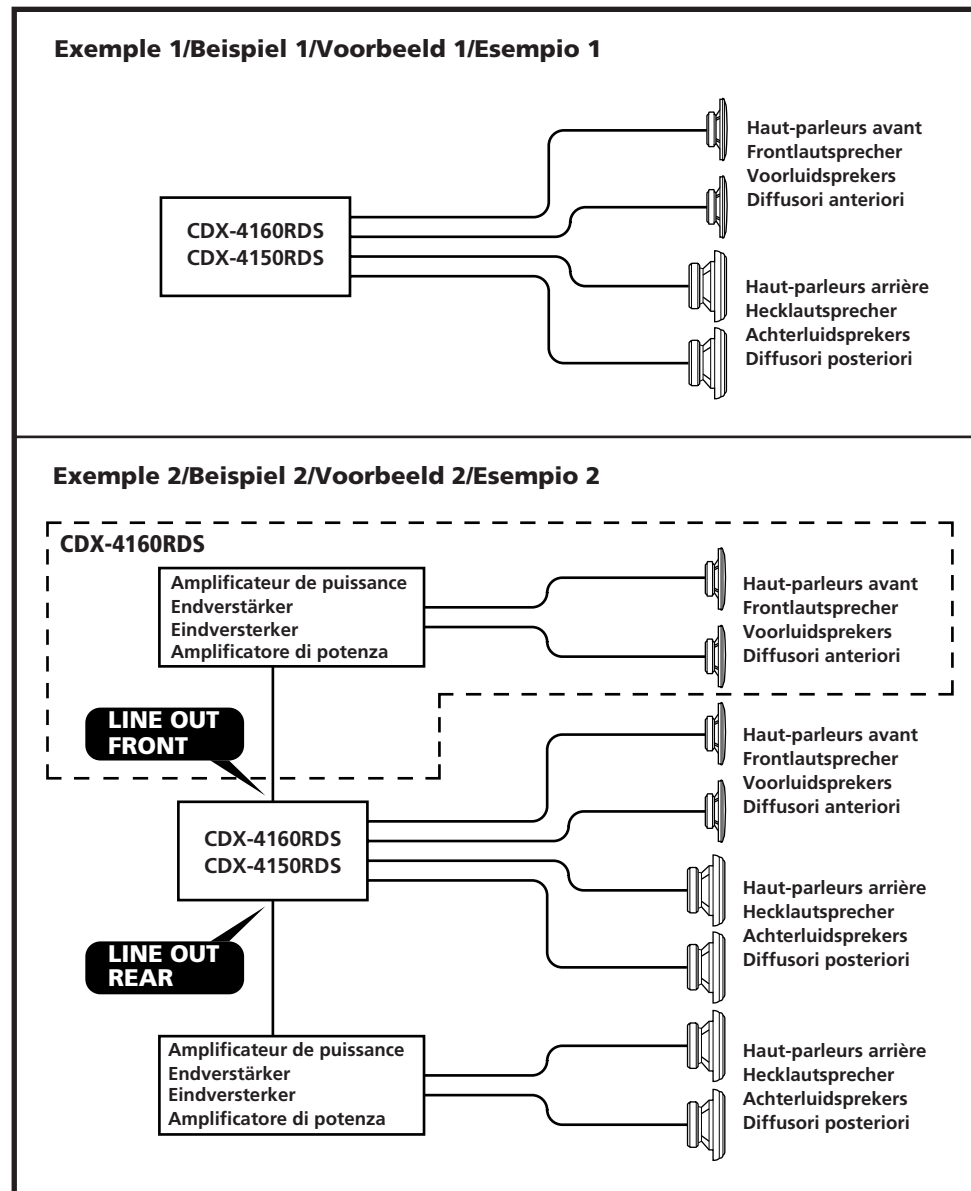 Exemple 1/Beispiel 1/Voorbeeld 1/Esempio 1
Haut-parleurs avant
Frontlautsprecher
Voorluidsprekers
Diffusori anteriori
CDX-4160RDS
CDX-4150RDS
Haut-parleurs arrière
Hecklautsprecher
Achterluidsprekers
Diffusori posteriori
Exemple 2/Beispiel 2/Voorbeeld 2/Esempio 2
CDX-4160RDS
Amplificateur de puissance
Endverstärker
Eindversterker
Amplificatore di potenza
Haut-parleurs avant
Frontlautsprecher
Voorluidsprekers
Diffusori anteriori
LINE OUT
FRONT
Haut-parleurs avant
Frontlautsprecher
Voorluidsprekers
Diffusori anteriori
CDX-4160RDS
CDX-4150RDS
Haut-parleurs arrière
Hecklautsprecher
Achterluidsprekers
Diffusori posteriori
LINE OUT
REAR
Amplificateur de puissance
Endverstärker
Eindversterker
Amplificatore di potenza
Haut-parleurs arrière
Hecklautsprecher
Achterluidsprekers
Diffusori posteriori